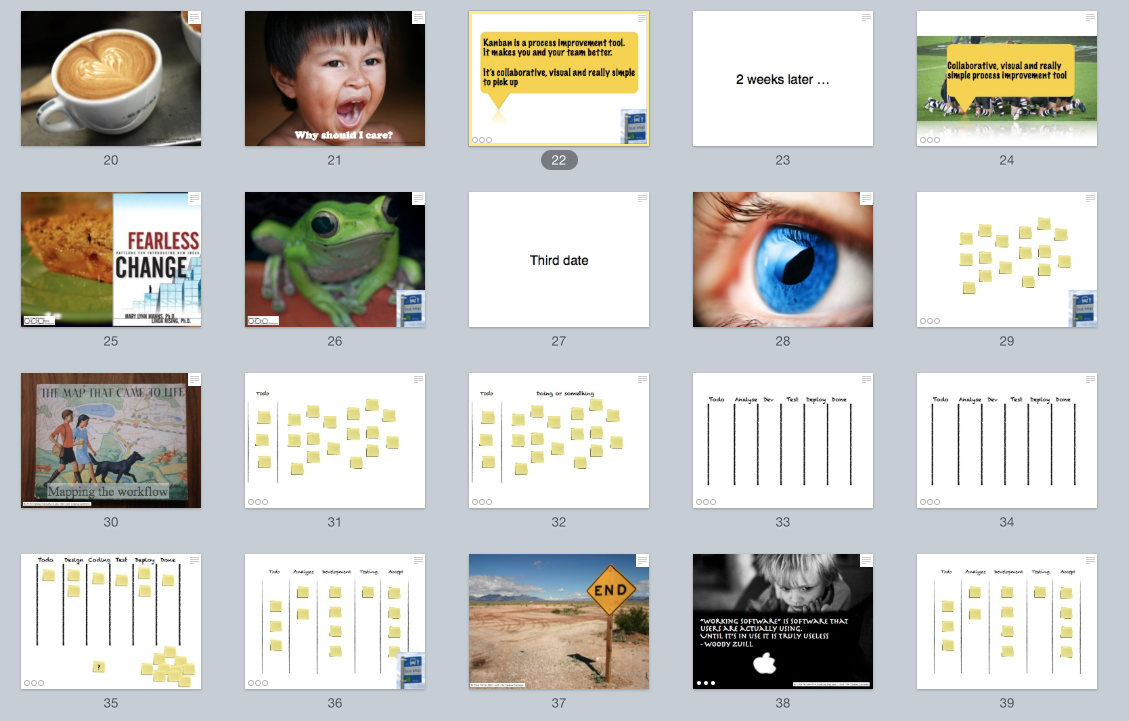 Why should I care?
Kanban is a process improvement tool.
It makes you and your team better.
It's collaborative, visual and really simple
to pick up
2 weeks later …
Collaborative, visual and really
simple process improvement tool
20
21
22
23
24
FEARLESS
PATTERNS FOR INTRODUCING NEW IDEAS
CHANGE
MARY LYNN MANNS, Ph.D.
LINDA RISING, Ph.D.
Third date
25
26
27
28
29
THE MAP THAT CAME TO LIFE
Mapping the workflow
Todo
Todo Doing or something
Todo Analyse Dev Test Deploy Done
Todo Analyse Dev Test Deploy Done
30
31
32
33
34
Todo Design Coding Test Deploy Done
?
Todo Analyze Development Testing Accept
END
"WORKING SOFTWARE" IS SOFTWARE THAT
USERS ARE ACTUALLY USING.
UNTIL IT'S IN USE IT IS TRULY USELESS
- WOODY ZUILL
Todo Analyze Development Testing Accept
35
36
37
38
39